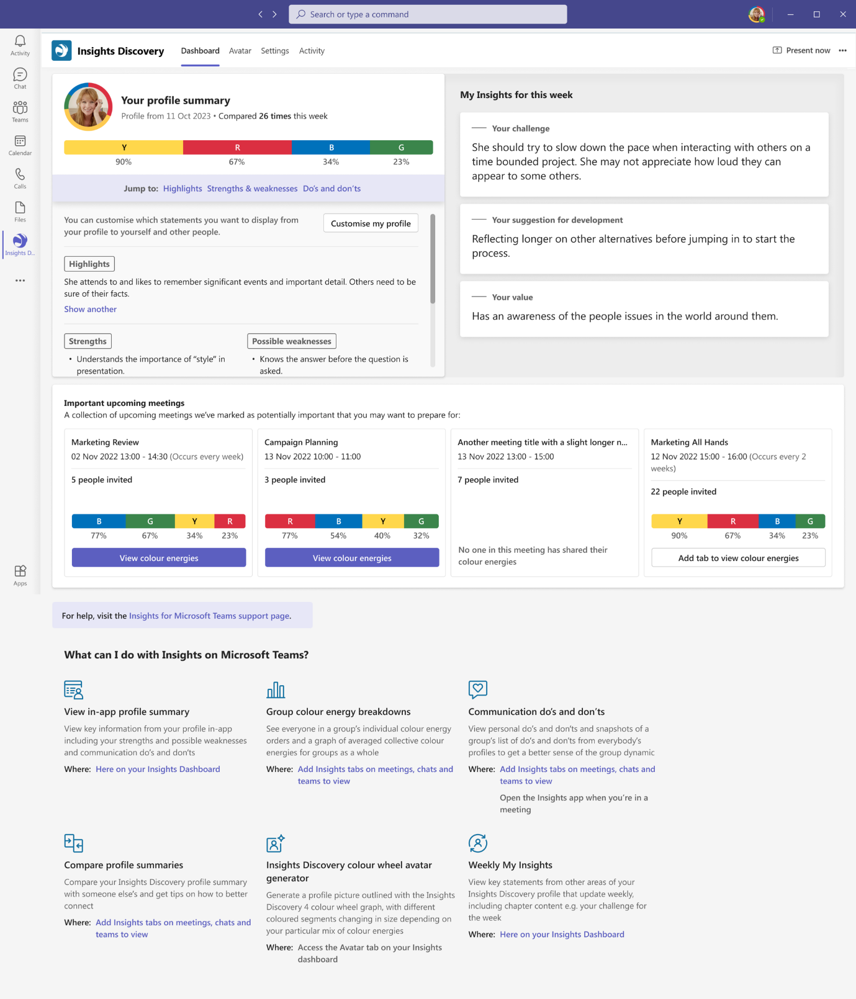 Search or type a command
Activity
Chat
Teams
Calendar
Calls
Files
Insights D...
Apps
Insights Discovery
Dashboard
Avatar
Settings
Activity
Present now
Your profile summary
Profile from 11 Oct 2023 • Compared 26 times this week
Y R B G
90% 67% 34% 23%
Jump to: Highlights Strengths & weaknesses Do's and don'ts
You can customise which statements you want to display from
your profile to yourself and other people.
Customise my profile
Highlights
She attends to and likes to remember significant events and important detail. Others need to be
sure of their facts.
Show another
Strengths
• Understands the importance of “style” in
presentation.
Possible weaknesses
• Knows the answer before the question is
asked.
My Insights for this week
Your challenge
She should try to slow down the pace when interacting with others on a
time bounded project. She may not appreciate how loud they can
appear to some others.
Your suggestion for development
Reflecting longer on other alternatives before jumping in to start the
process.
Your value
Has an awareness of the people issues in the world around them.
Important upcoming meetings
A collection of upcoming meetings we've marked as potentially important that you may want to prepare for:
Marketing Review
02 Nov 2022 13:00 - 14:30 (Occurs every week)
5 people invited
B G Y R
77% 67% 34% 23%
View colour energies
Campaign Planning
13 Nov 2022 10:00 - 11:00
3 people invited
R B Y G
77% 54% 40% 32%
View colour energies
Another meeting title with a slight longer n...
13 Nov 2022 13:00 - 15:00
7 people invited
No one in this meeting has shared their
colour energies
Marketing All Hands
12 Nov 2022 15:00 - 16:00 (Occurs every 2
weeks)
22 people invited
Y R B G
90% 67% 34% 23%
Add tab to view colour energies
For help, visit the Insights for Microsoft Teams support page.
What can I do with Insights on Microsoft Teams?
View in-app profile summary
View key information from your profile in-app
including your strengths and possible weaknesses
and communication do's and don'ts
Where: Here on your Insights Dashboard
Group colour energy breakdowns
See everyone in a group's individual colour energy
orders and a graph of averaged collective colour
energies for groups as a whole
Where: Add Insights tabs on meetings, chats and
teams to view
Communication do's and don'ts
View personal do's and don'ts and snapshots of a
group's list of do's and don'ts from everybody's
profiles to get a better sense of the group dynamic
Where: Add Insights tabs on meetings, chats and
teams to view
Open the Insights app when you're in a
meeting
Compare profile summaries
Compare your Insights Discovery profile summary
with someone else's and get tips on how to better
connect
Where: Add Insights tabs on meetings, chats and
teams to view
Insights Discovery colour wheel avatar
generator
Generate a profile picture outlined with the Insights
Discovery 4 colour wheel graph, with different
coloured segments changing in size depending on
your particular mix of colour energies
Where: Access the Avatar tab on your Insights
dashboard
Weekly My Insights
View key statements from other areas of your
Insights Discovery profile that update weekly,
including chapter content e.g. your challenge for
the week
Where: Here on your Insights Dashboard